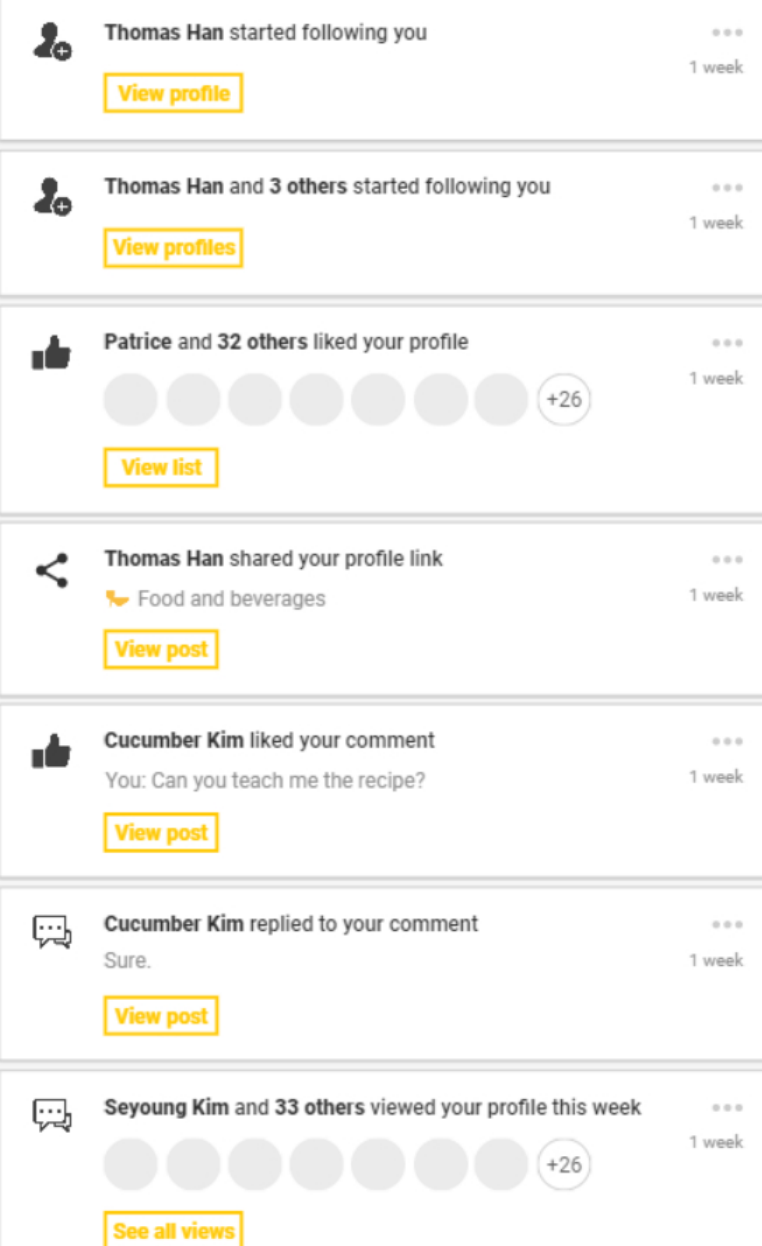 Thomas Han started following you
1 week
View profile
Thomas Han and 3 others started following you
1 week
View profiles
Patrice and 32 others liked your profile
1 week
+26
View list
Thomas Han shared your profile link
1 week
Food and beverages
View post
Cucumber Kim liked your comment
1 week
You: Can you teach me the recipe?
View post
Cucumber Kim replied to your comment
1 week
Sure.
View post
Seyoung Kim and 33 others viewed your profile this week
1 week
+26
See all views